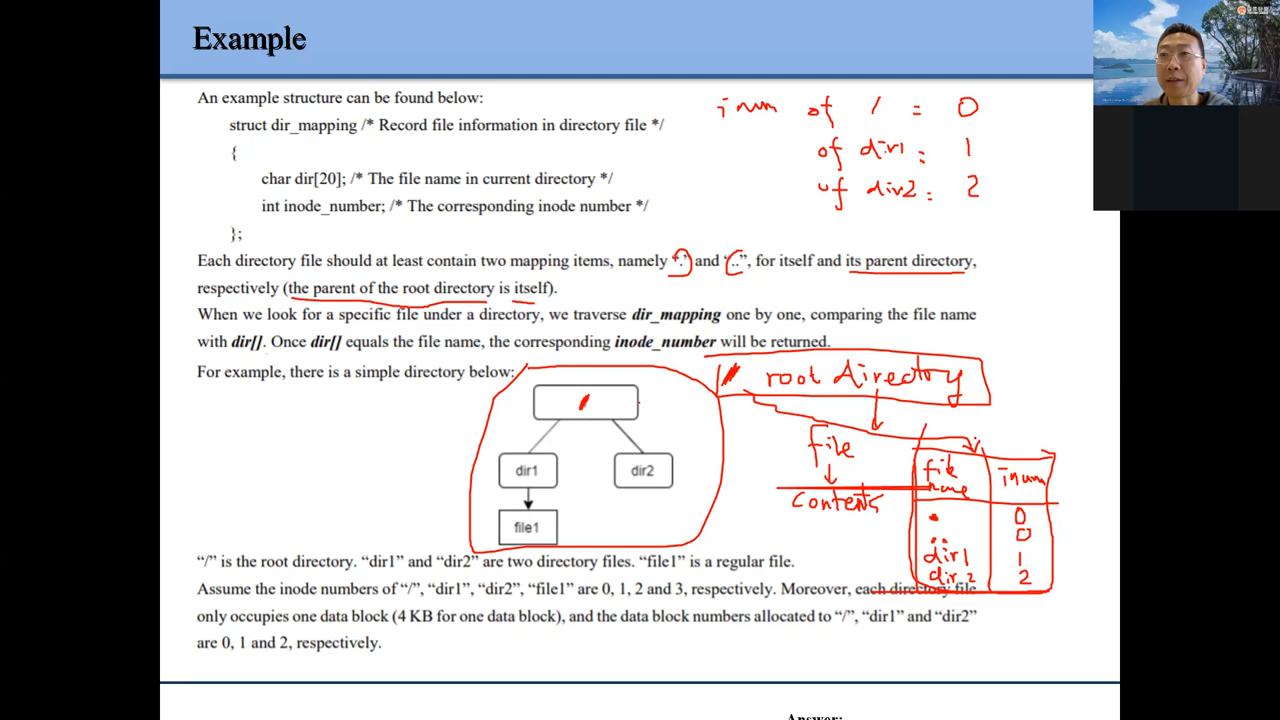 Example
An example structure can be found below:
struct dir_mapping /* Record file information in directory file */
{
char dir[20]; /* The file name in current directory */
int inode_number; /* The corresponding inode number */
};
inum of / = 0
of dir1 : 1
of dir2 : 2
Each directory file should at least contain two mapping items, namely “.” and “..”, for itself and its parent directory,
respectively (the parent of the root directory is itself).
When we look for a specific file under a directory, we traverse dir_mapping one by one, comparing the file name
with dir[]. Once dir[] equals the file name, the corresponding inode_number will be returned.
For example, there is a simple directory below:
/
dir1 dir2
file1
/ root directory
file
contents
file name inum
. 0
.. 0
dir1 1
dir2 2
“/” is the root directory. “dir1” and “dir2” are two directory files. “file1” is a regular file.
Assume the inode numbers of “/”, “dir1”, “dir2”, “file1” are 0, 1, 2 and 3, respectively. Moreover, each directory file
only occupies one data block (4 KB for one data block), and the data block numbers allocated to “/”, “dir1” and “dir2”
are 0, 1 and 2, respectively.
Answer: